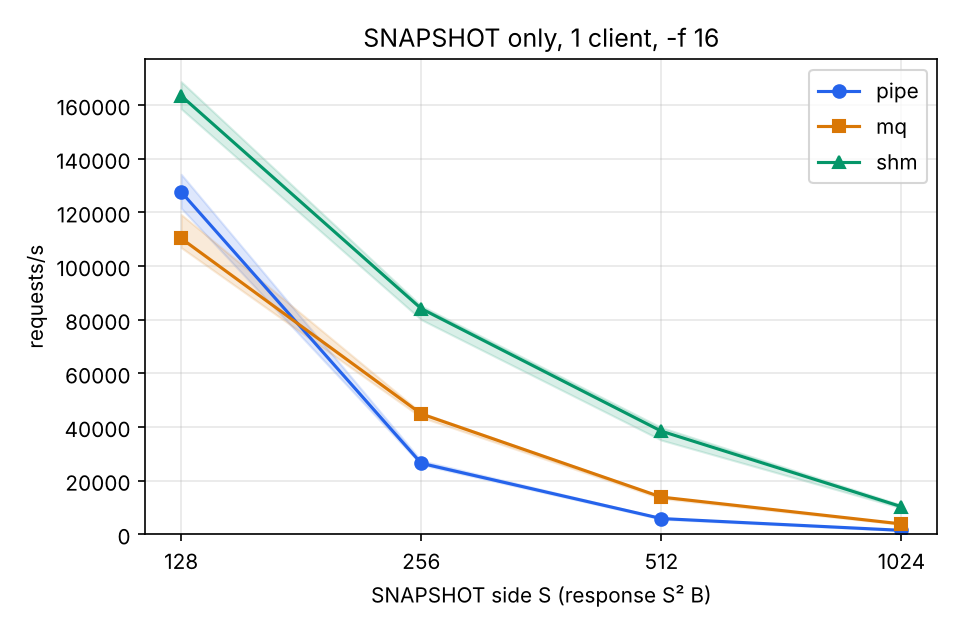 SNAPSHOT only, 1 client, -f 16
pipe
mq
shm
requests/s
160000
140000
120000
100000
80000
60000
40000
20000
0
128
256
512
1024
SNAPSHOT side S (response S² B)